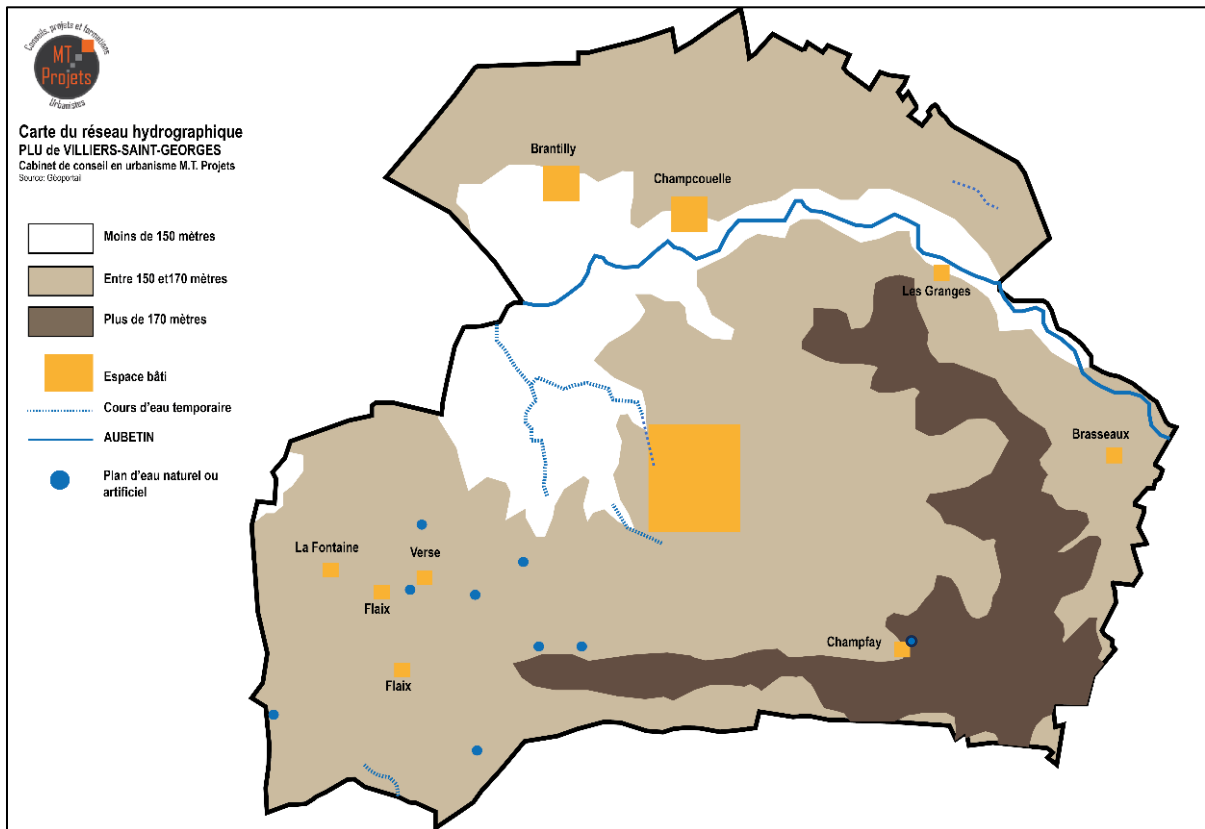 Conseils, projets et formations
MT
Projets
Urbanistes
Carte du réseau hydrographique
PLU de VILLIERS-SAINT-GEORGES
Cabinet de conseil en urbanisme M.T. Projets
Source: Géoportail
Moins de 150 mètres
Entre 150 et170 mètres
Plus de 170 mètres
Espace bâti
Cours d'eau temporaire
AUBETIN
Plan d'eau naturel ou
artificiel
Brantilly
Champcouelle
Les Granges
Brasseaux
La Fontaine
Verse
Flaix
Champfay
Flaix